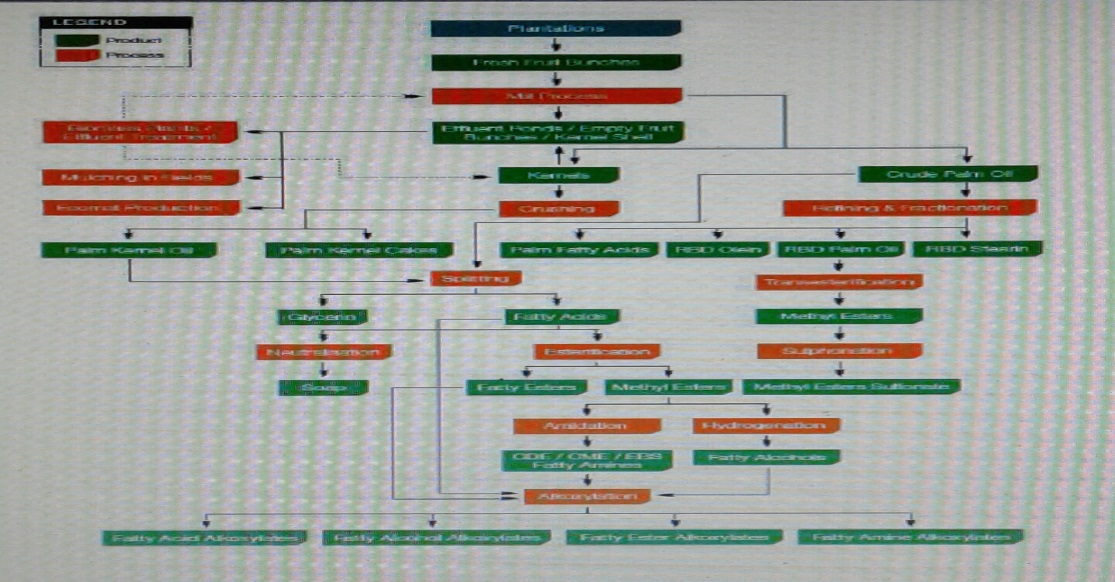 LEGEND
Product
Process
Plantations
Fresh Fruit Bunches
Mill Process
Biomass Plants /
Effluent Treatment
Effluent Ponds / Empty Fruit
Bunches / Kernel Shell
Mulching in Fields
Kernels
Crude Palm Oil
Ecomat Production
Crushing
Refining & Fractionation
Palm Kernel Oil
Palm Kernel Cakes
Palm Fatty Acids
RBD Olein
RBD Palm Oil
RBD Stearin
Splitting
Transesterification
Glycerin
Fatty Acids
Methyl Esters
Neutralisation
Esterification
Sulphonation
Soap
Fatty Esters
Methyl Esters
Methyl Esters Sulfonate
Amidation
Hydrogenation
CDE / CME / EBS
Fatty Amines
Fatty Alcohols
Alkoxylation
Fatty Acid Alkoxylates
Fatty Alcohol Alkoxylates
Fatty Ester Alkoxylates
Fatty Amine Alkoxylates